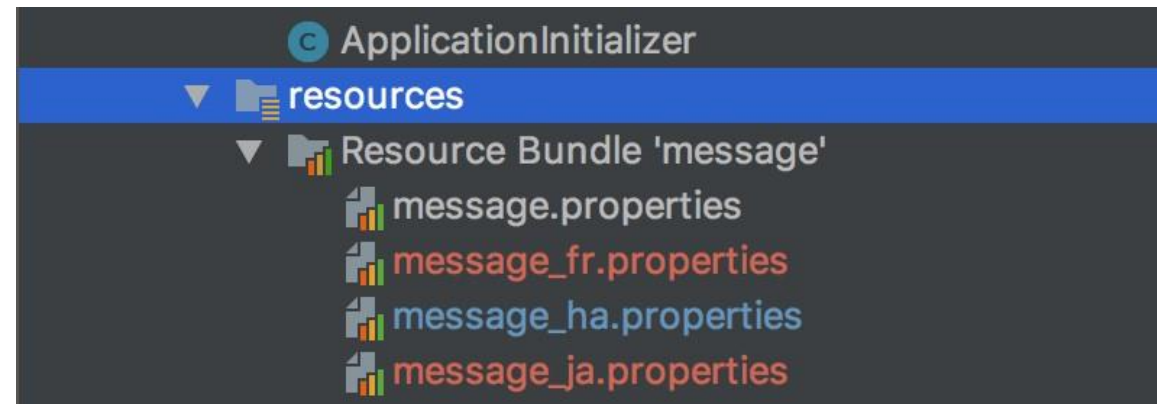 C ApplicationInitializer
resources
Resource Bundle 'message'
message.properties
message_fr.properties
message_ha.properties
message_ja.properties